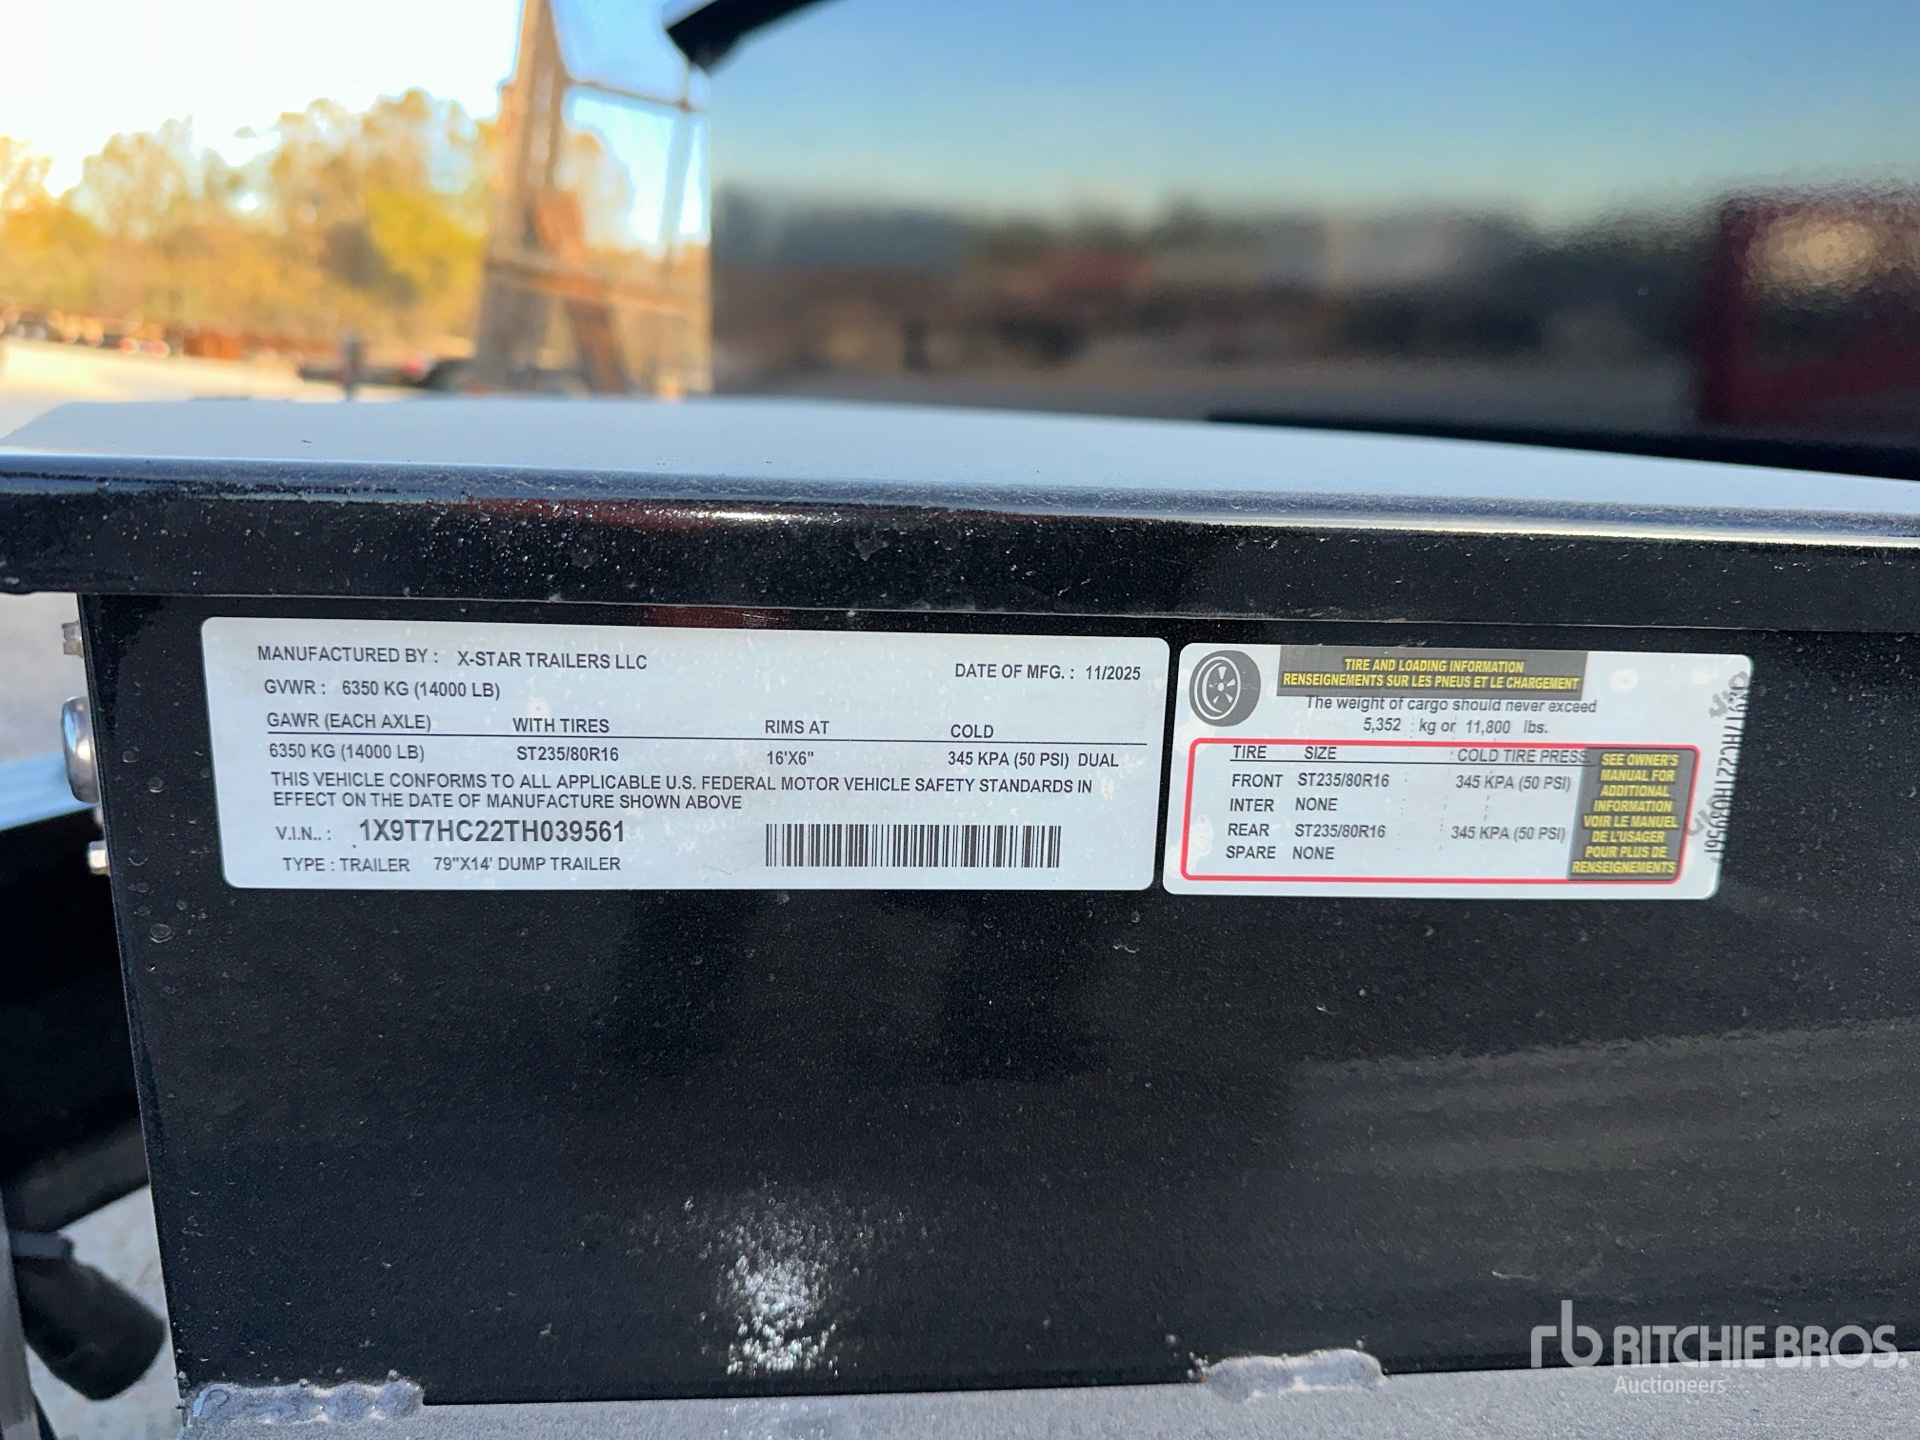 MANUFACTURED BY : X-STAR TRAILERS LLC
DATE OF MFG. : 11/2025
GVWR : 6350 KG (14000 LB)
GAWR (EACH AXLE) WITH TIRES RIMS AT COLD
6350 KG (14000 LB) ST235/80R16 16'X6" 345 KPA (50 PSI) DUAL
THIS VEHICLE CONFORMS TO ALL APPLICABLE U.S. FEDERAL MOTOR VEHICLE SAFETY STANDARDS IN
EFFECT ON THE DATE OF MANUFACTURE SHOWN ABOVE
V.I.N.. : 1X9T7HC22TH039561
TYPE : TRAILER 79"X14' DUMP TRAILER
TIRE AND LOADING INFORMATION
RENSEIGNEMENTS SUR LES PNEUS ET LE CHARGEMENT
The weight of cargo should never exceed
5,352 kg or 11,800 lbs.
TIRE SIZE COLD TIRE PRESS.
FRONT ST235/80R16 345 KPA (50 PSI)
INTER NONE
REAR ST235/80R16 345 KPA (50 PSI)
SPARE NONE
SEE OWNER'S
MANUAL FOR
ADDITIONAL
INFORMATION
VOIR LE MANUEL
DE L'USAGER
POUR PLUS DE
RENSEIGNEMENTS
rb RITCHIE BROS.
Auctioneers